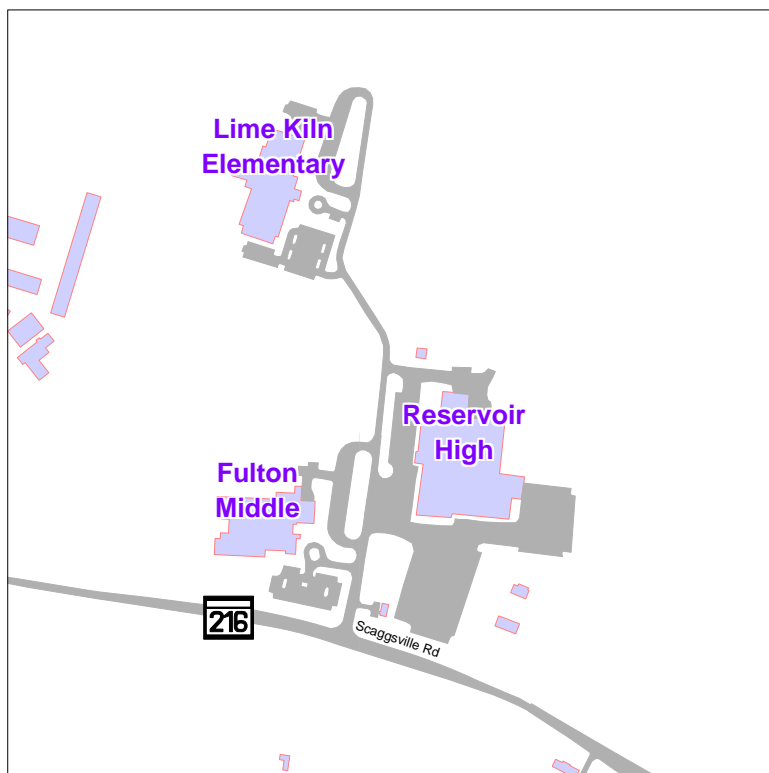 Lime Kiln
Elementary
Reservoir
High
Fulton
Middle
216
Scaggsville Rd